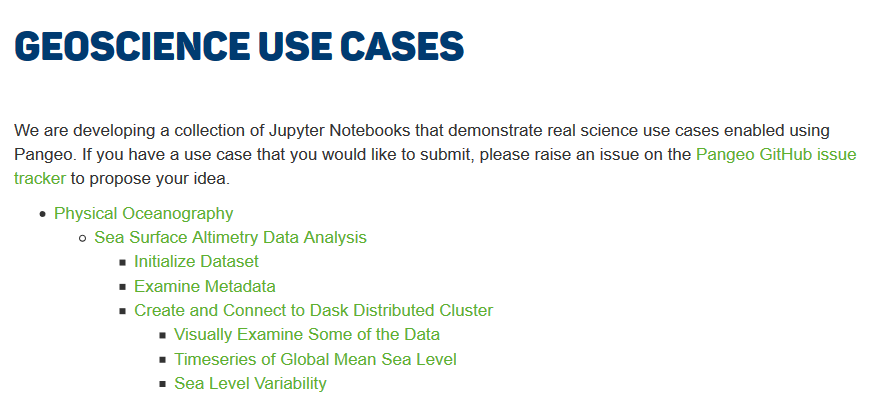 GEOSCIENCE USE CASES
We are developing a collection of Jupyter Notebooks that demonstrate real science use cases enabled using
Pangeo. If you have a use case that you would like to submit, please raise an issue on the Pangeo GitHub issue
tracker to propose your idea.
Physical Oceanography
Sea Surface Altimetry Data Analysis
Initialize Dataset
Examine Metadata
Create and Connect to Dask Distributed Cluster
Visually Examine Some of the Data
Timeseries of Global Mean Sea Level
Sea Level Variability